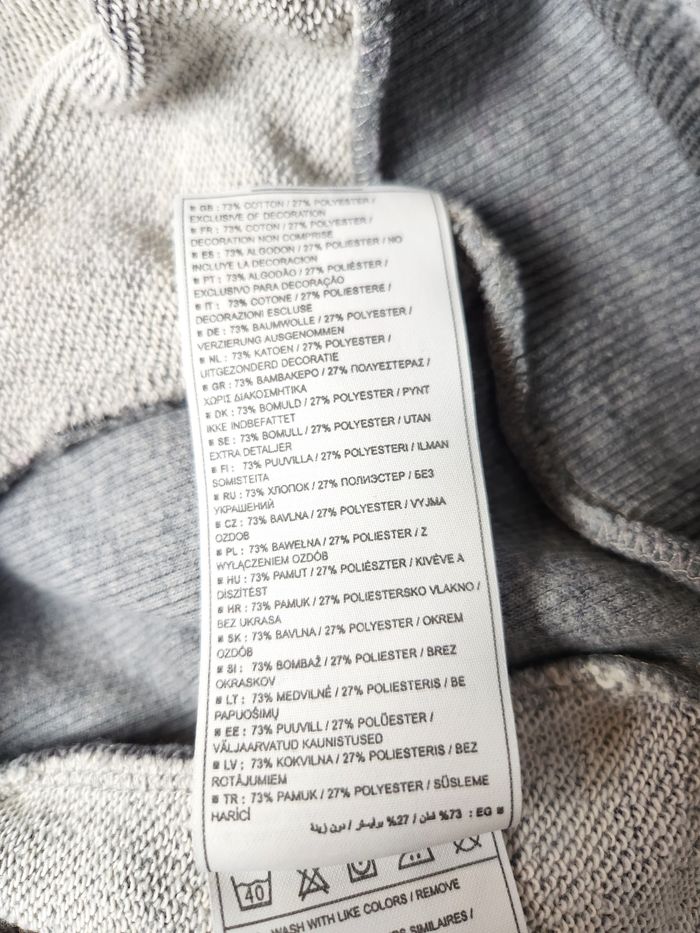 GB : 73% COTTON / 27% POLYESTER /
EXCLUSIVE OF DECORATION
FR : 73% COTON / 27% POLYESTER /
DECORATION NON COMPRISE
ES : 73% ALGODON / 27% POLIESTER / NO
INCLUYE LA DECORACION
PT : 73% ALGODÃO / 27% POLIÉSTER /
EXCLUSIVO PARA DECORAÇÃO
IT : 73% COTONE / 27% POLIESTERE /
DECORAZIONI ESCLUSE
DE : 73% BAUMWOLLE / 27% POLYESTER /
VERZIERUNG AUSGENOMMEN
NL : 73% KATOEN / 27% POLYESTER /
UITGEZONDERD DECORATIE
GR : 73% ΒΑΜΒΑΚΕΡΟ / 27% ΠΟΛΥΕΣΤΕΡΑΣ /
ΧΩΡΙΣ ΔΙΑΚΟΣΜΗΤΙΚΑ
DK : 73% BOMULD / 27% POLYESTER / PYNT
IKKE INDBEFATTET
SE : 73% BOMULL / 27% POLYESTER / UTAN
EXTRA DETALJER
FI : 73% PUUVILLA / 27% POLYESTERI / ILMAN
SOMISTEITA
RU : 73% ХЛОПОК / 27% ПОЛИЭСТЕР / БЕЗ
УКРАШЕНИЙ
CZ : 73% BAVLNA / 27% POLYESTER / VYJMA
OZDOB
PL : 73% BAWEŁNA / 27% POLIESTER / Z
WYŁĄCZENIEM OZDÓB
HU : 73% PAMUT / 27% POLIÉSZTER / KIVÉVE A
DÍSZÍTÉST
HR : 73% PAMUK / 27% POLIESTERSKO VLAKNO /
BEZ UKRASA
SK : 73% BAVLNA / 27% POLYESTER / OKREM
OZDÔB
SI : 73% BOMBAŽ / 27% POLIESTER / BREZ
OKRASKOV
LT : 73% MEDVILNĖ / 27% POLIESTERIS / BE
PAPUOŠIMŲ
EE : 73% PUUVILL / 27% POLÜESTER /
VÄLJAARVATUD KAUNISTUSED
LV : 73% KOKVILNA / 27% POLIESTERIS / BEZ
ROTĀJUMIEM
TR : 73% PAMUK / 27% POLYESTER / SÜSLEME
HARİCİ
EG : 73% قطن / 27% بوليستر / دون زينة
40
WASH WITH LIKE COLORS / REMOVE
SIMILAIRES /